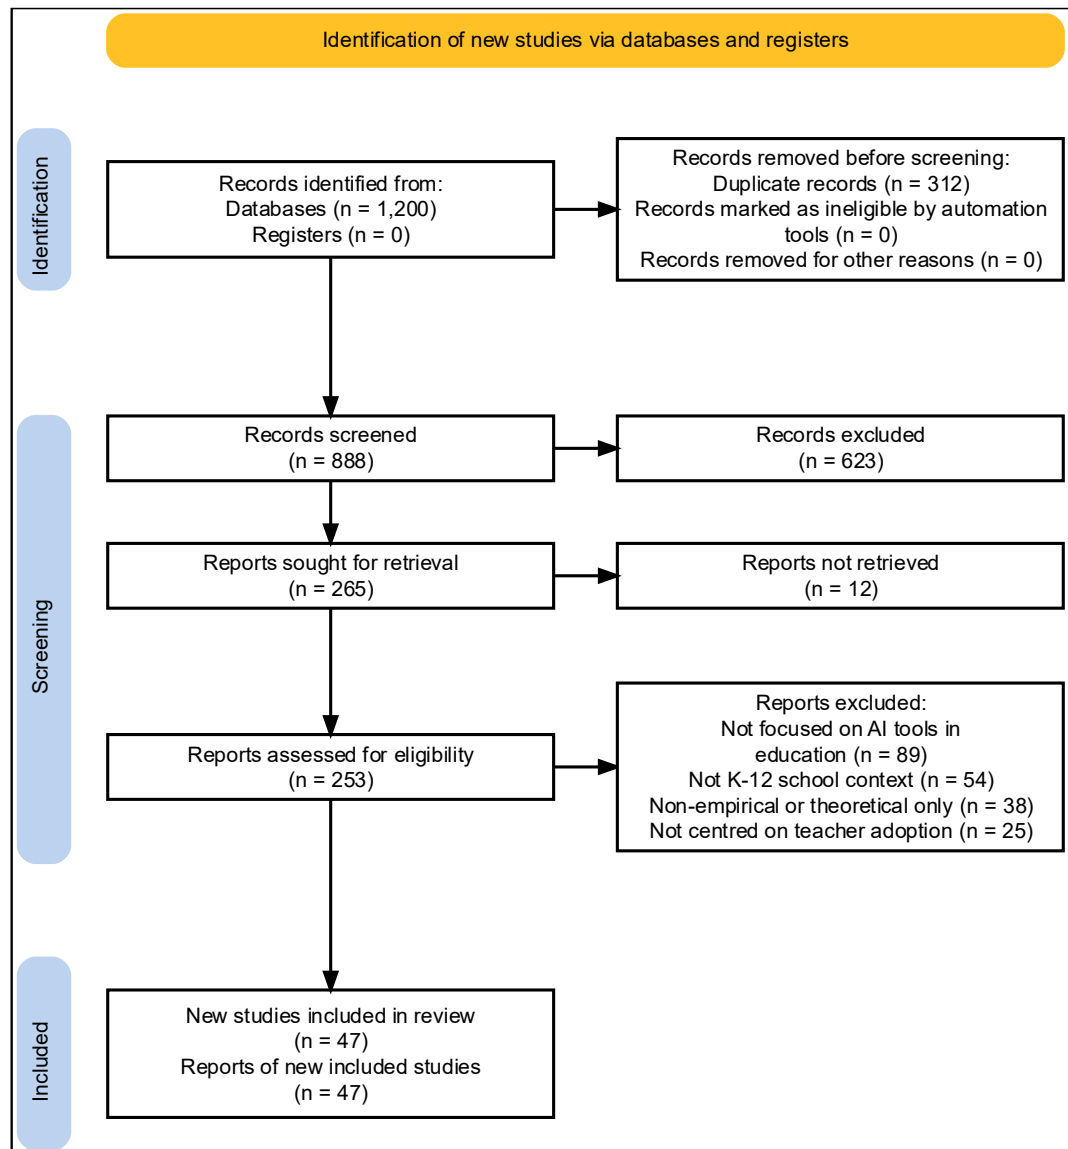 Identification of new studies via databases and registers
Identification
Records identified from:
Databases (n = 1,200)
Registers (n = 0)
Records removed before screening:
Duplicate records (n = 312)
Records marked as ineligible by automation
tools (n = 0)
Records removed for other reasons (n = 0)
Screening
Records screened
(n = 888)
Records excluded
(n = 623)
Reports sought for retrieval
(n = 265)
Reports not retrieved
(n = 12)
Reports assessed for eligibility
(n = 253)
Reports excluded:
Not focused on AI tools in
education (n = 89)
Not K-12 school context (n = 54)
Non-empirical or theoretical only (n = 38)
Not centred on teacher adoption (n = 25)
Included
New studies included in review
(n = 47)
Reports of new included studies
(n = 47)